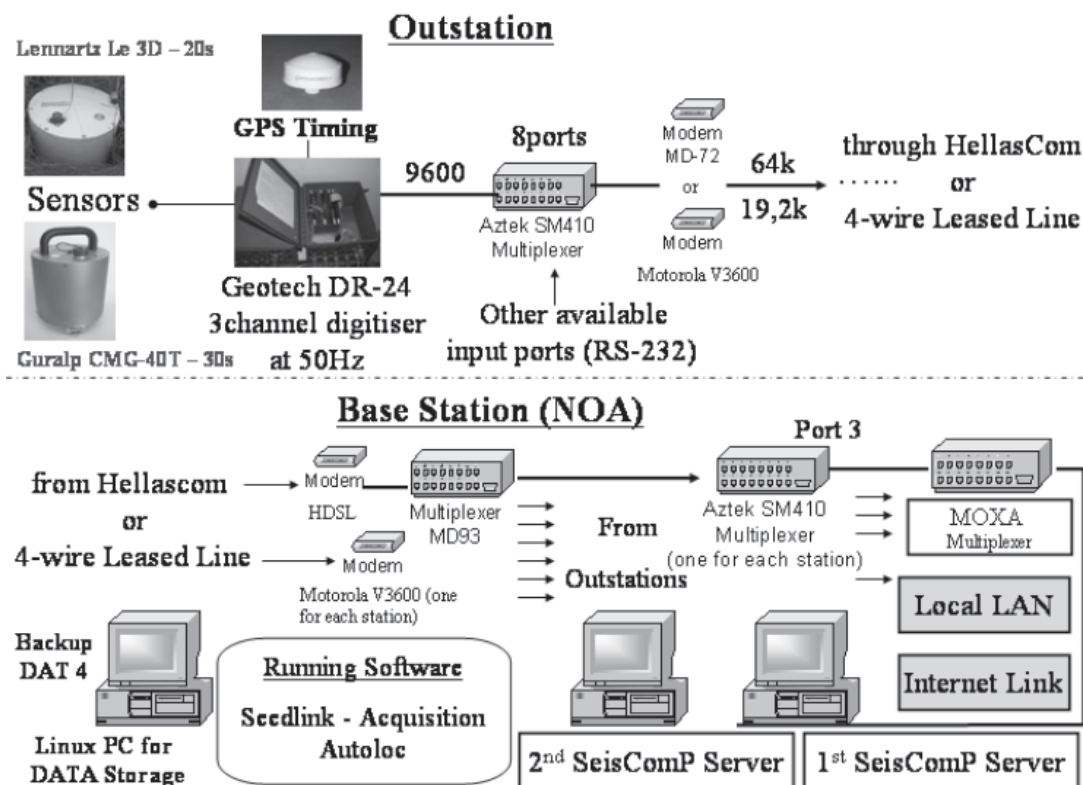 Outstation
Lennartz Le 3D – 20s
GPS Timing
Sensors
9600
8ports
Aztek SM410
Multiplexer
Modem
MD-72
or
Modem
Motorola V3600
64k
19,2k
through HellasCom
......
or
4-wire Leased Line
Geotech DR-24
3channel digitiser
at 50Hz
Other available
input ports (RS-232)
Guralp CMG-40T – 30s
Base Station (NOA)
Port 3
from Hellascom
or
4-wire Leased Line
Modem
HDSL
Multiplexer
MD93
Modem
Motorola V3600 (one
for each station)
From
Outstations
Aztek SM410
Multiplexer
(one for each station)
MOXA
Multiplexer
Local LAN
Internet Link
Backup
DAT 4
Linux PC for
DATA Storage
Running Software
Seedlink - Acquisition
Autoloc
2nd SeisComP Server
1st SeisComP Server